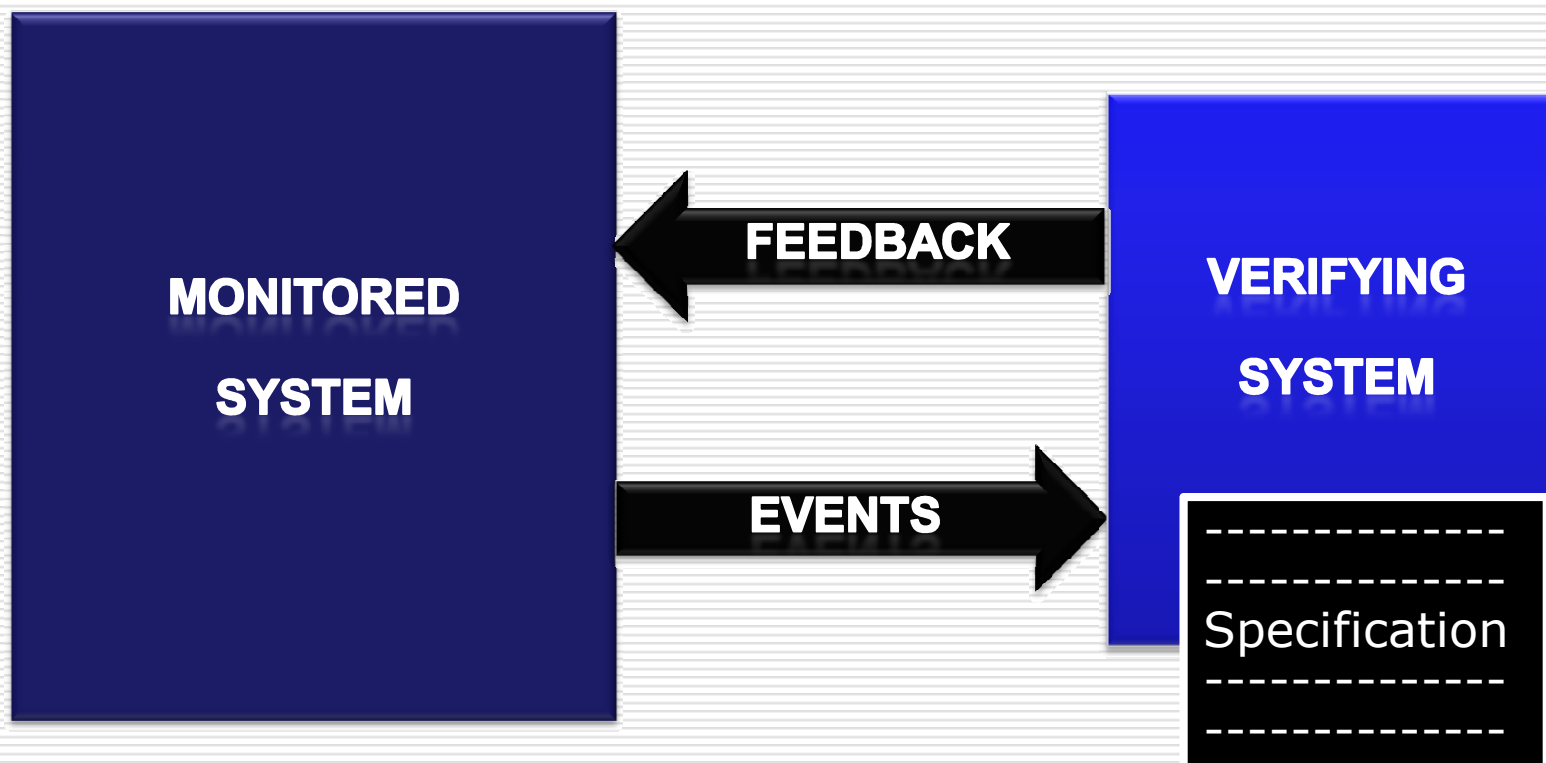 MONITORED
SYSTEM
FEEDBACK
EVENTS
VERIFYING
SYSTEM
--------------
--------------
Specification
--------------
--------------